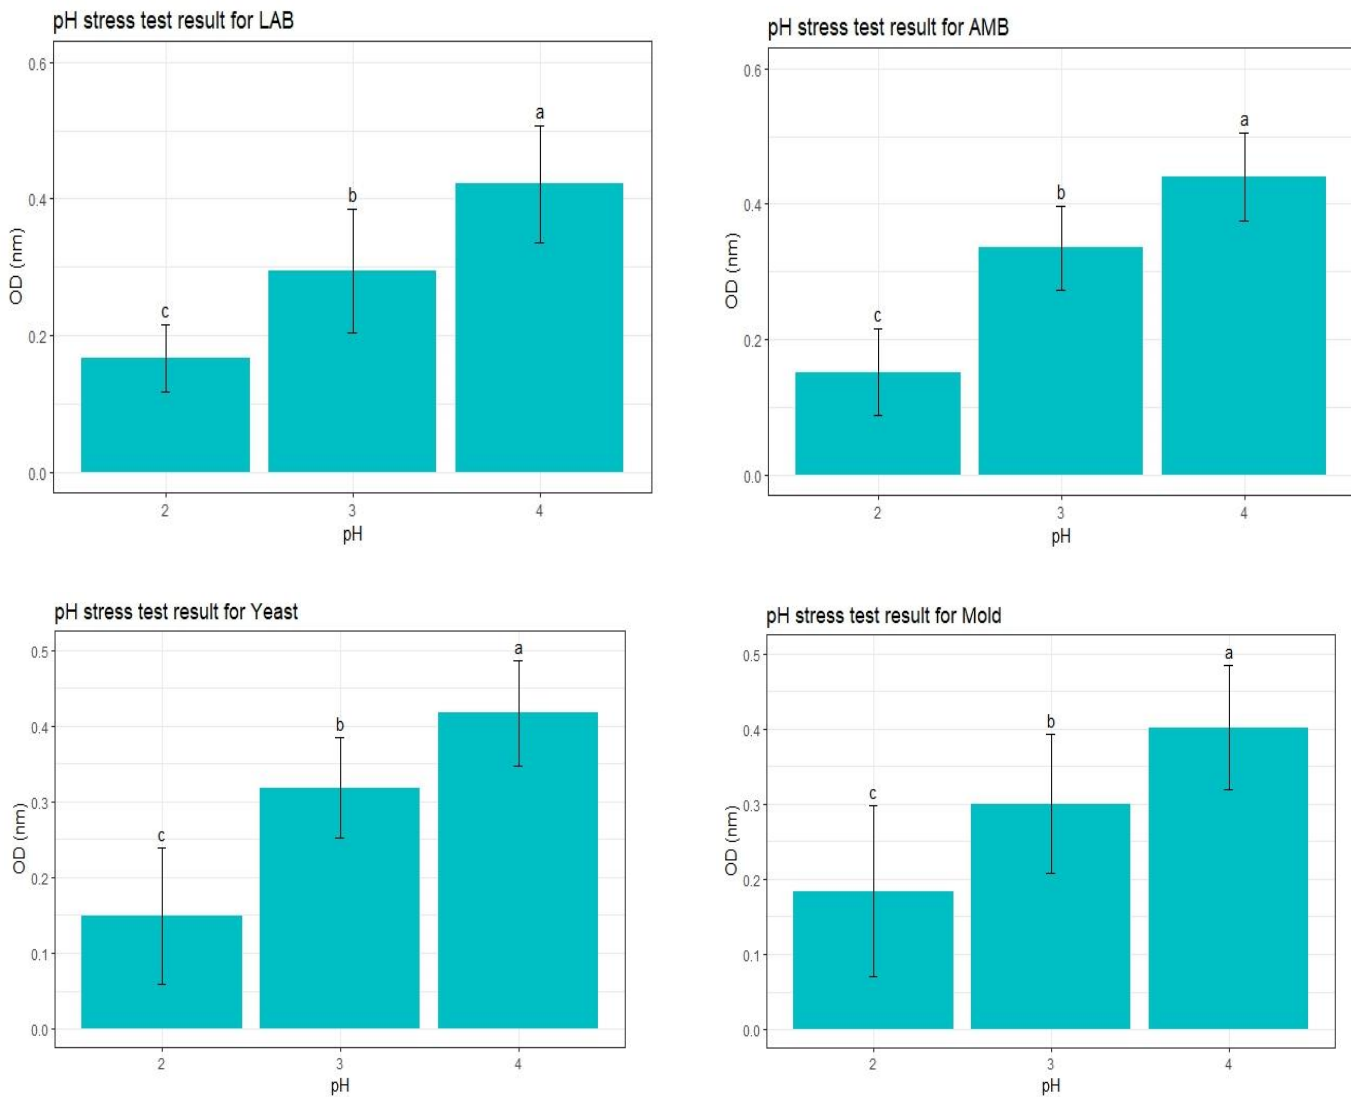 pH stress test result for LAB
0.6
0.4
0.2
0.0
OD (nm)
c
b
a
2
3
4
pH
pH stress test result for AMB
0.6
0.4
0.2
0.0
OD (nm)
c
b
a
2
3
4
pH
pH stress test result for Yeast
0.5
0.4
0.3
0.2
0.1
0.0
OD (nm)
c
b
a
2
3
4
pH
pH stress test result for Mold
0.5
0.4
0.3
0.2
0.1
0.0
OD (nm)
c
b
a
2
3
4
pH